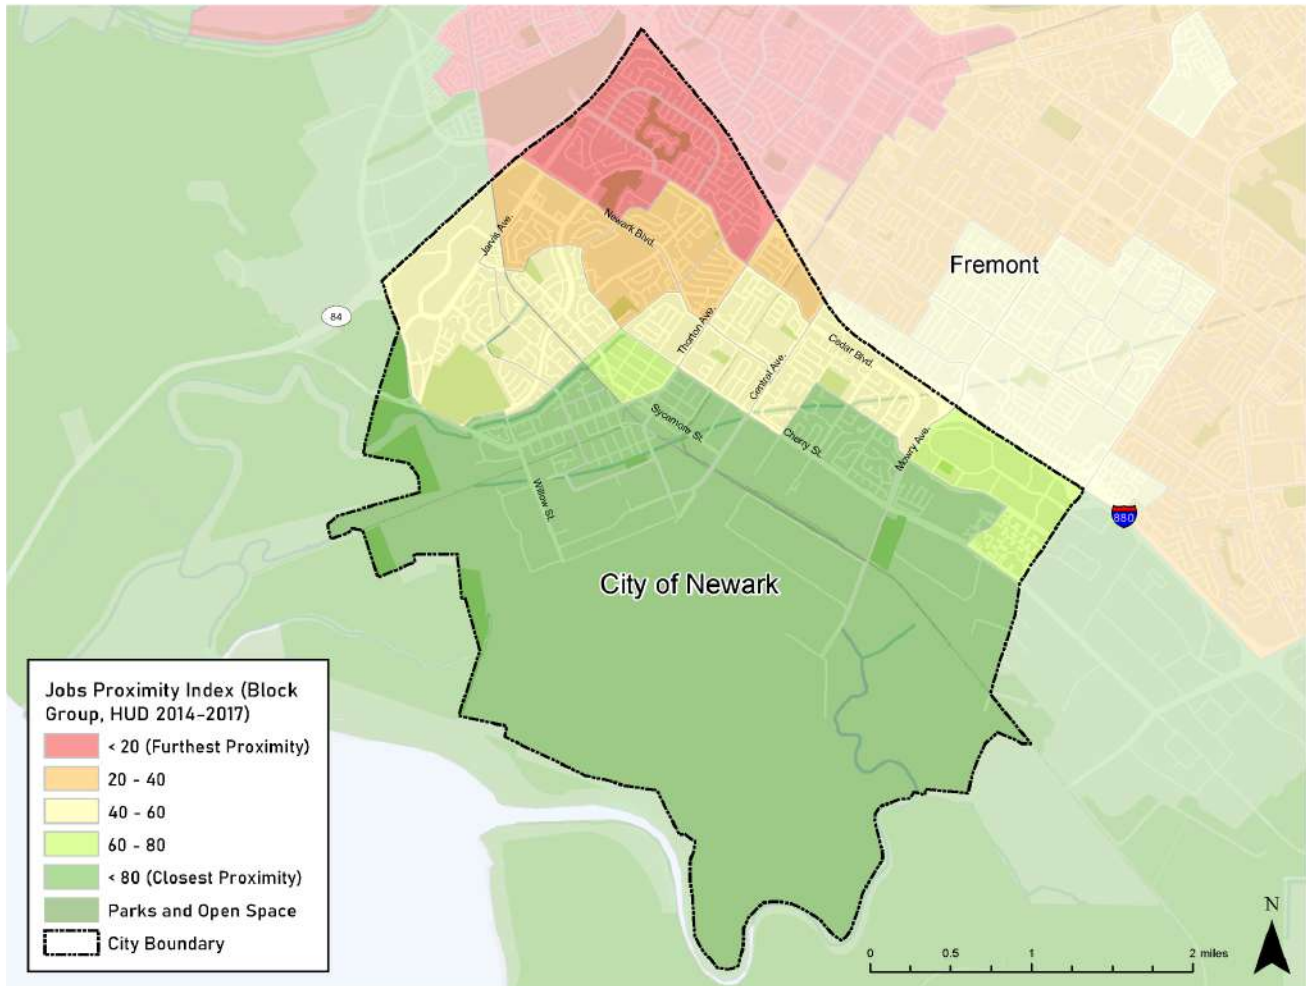 Fremont
84
Jarvis Ave.
Newark Blvd.
Thorton Ave.
Central Ave.
Cedar Blvd.
Sycamore St.
Cherry St.
Mowry Ave.
Willow St.
880
City of Newark
Jobs Proximity Index (Block
Group, HUD 2014-2017)
< 20 (Furthest Proximity)
20 - 40
40 - 60
60 - 80
< 80 (Closest Proximity)
Parks and Open Space
City Boundary
N
0 0.5 1 2 miles